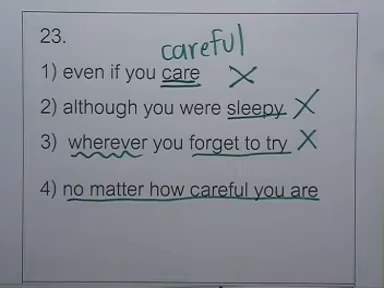 23.
careful
1) even if you care X
2) although you were sleepy X
3) wherever you forget to try X
4) no matter how careful you are